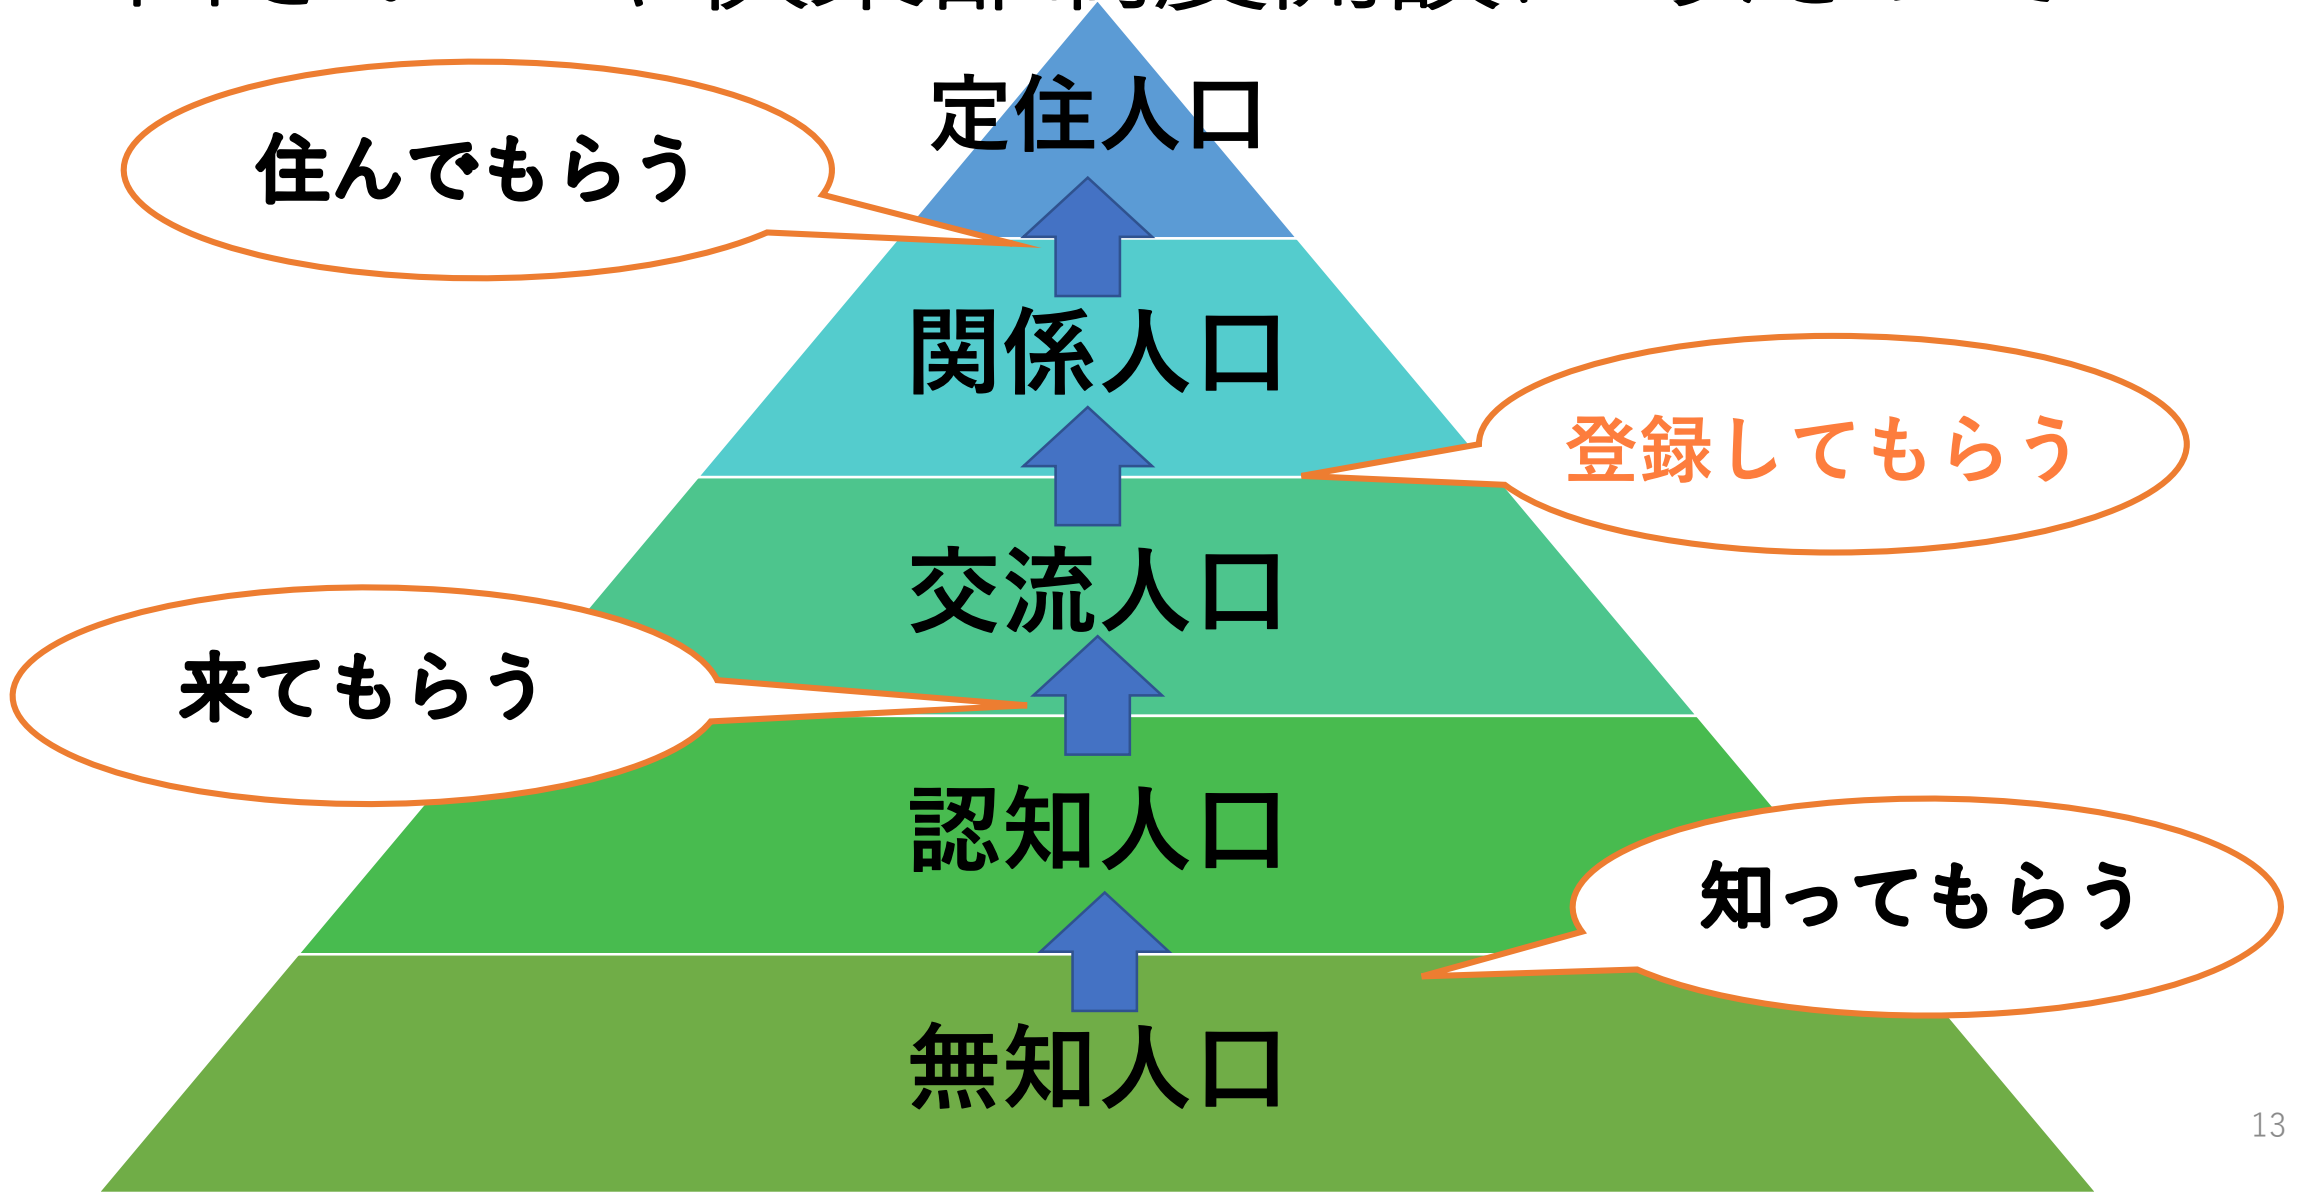 定住人口
住んでもらう
関係人口
登録してもらう
交流人口
来てもらう
認知人口
知ってもらう
無知人口
13